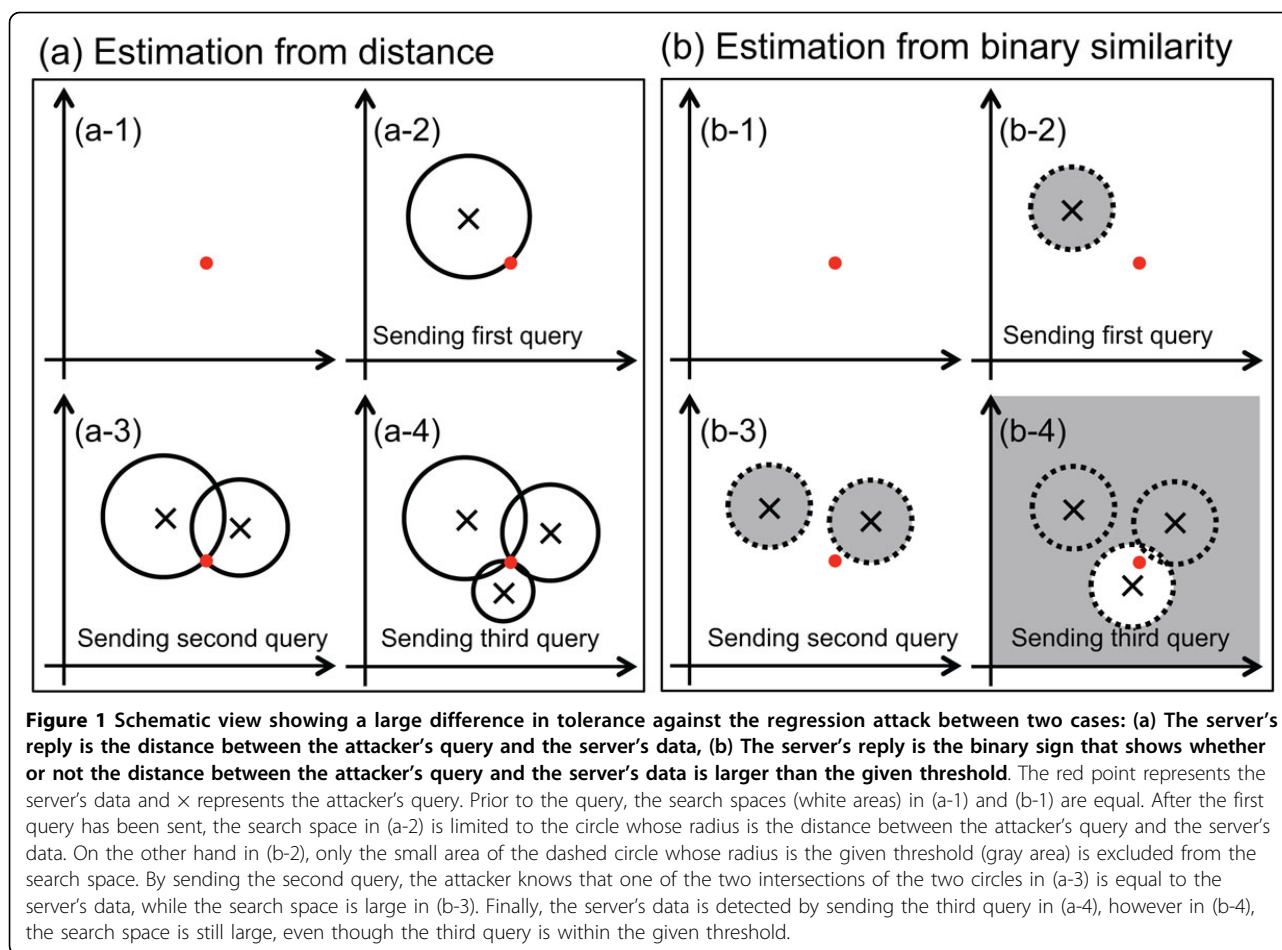 (a) Estimation from distance
(b) Estimation from binary similarity
(a-1)
(a-2)
Sending first query
(b-1)
(b-2)
Sending first query
(a-3)
Sending second query
(a-4)
Sending third query
(b-3)
Sending second query
(b-4)
Sending third query
Figure 1 Schematic view showing a large difference in tolerance against the regression attack between two cases: (a) The server's
reply is the distance between the attacker's query and the server's data, (b) The server's reply is the binary sign that shows whether
or not the distance between the attacker's query and the server's data is larger than the given threshold. The red point represents the
server's data and × represents the attacker's query. Prior to the query, the search spaces (white areas) in (a-1) and (b-1) are equal. After the first
query has been sent, the search space in (a-2) is limited to the circle whose radius is the distance between the attacker's query and the server's
data. On the other hand in (b-2), only the small area of the dashed circle whose radius is the given threshold (gray area) is excluded from the
search space. By sending the second query, the attacker knows that one of the two intersections of the two circles in (a-3) is equal to the
server's data, while the search space is large in (b-3). Finally, the server's data is detected by sending the third query in (a-4), however in (b-4),
the search space is still large, even though the third query is within the given threshold.